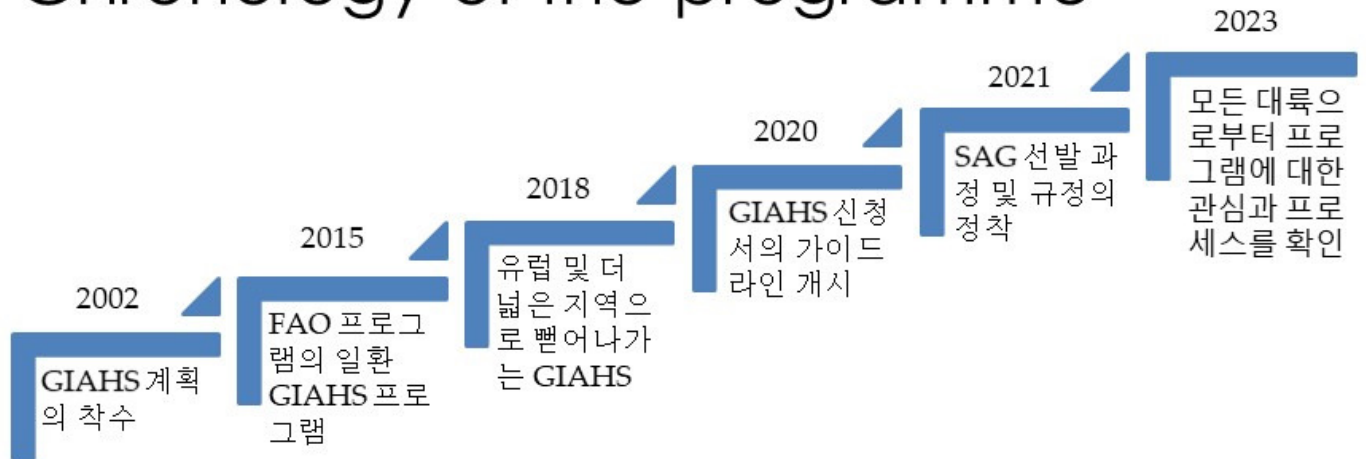 Chronology of the programme
2002
GIAHS 계획
의 착수
2015
FAO 프로그
램의 일환
GIAHS 프로
그램
2018
유럽 및 더
넓은 지역으
로 뻗어나가
는 GIAHS
2020
GIAHS 신청
서의 가이드
라인 개시
2021
SAG 선발 과
정 및 규정의
정착
2023
모든 대륙으
로부터 프로
그램에 대한
관심과 프로
세스를 확인